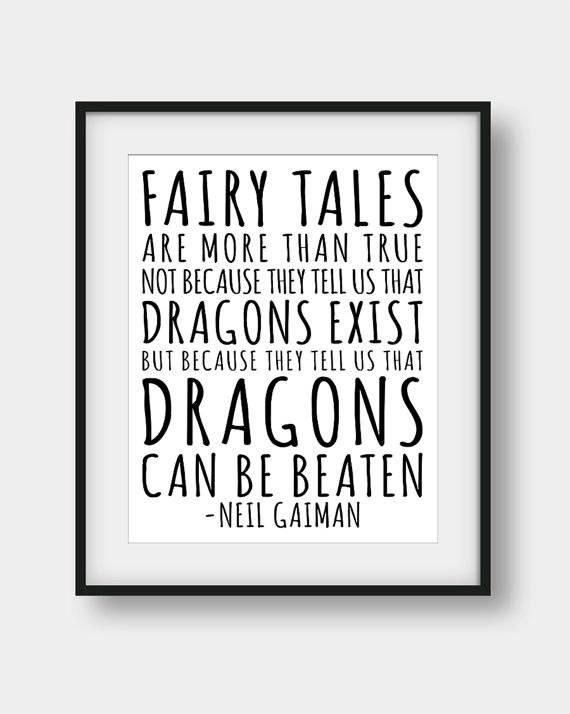 FAIRY TALES
ARE MORE THAN TRUE
NOT BECAUSE THEY TELL US THAT
DRAGONS EXIST
BUT BECAUSE THEY TELL US THAT
DRAGONS
CAN BE BEATEN
-NEIL GAIMAN